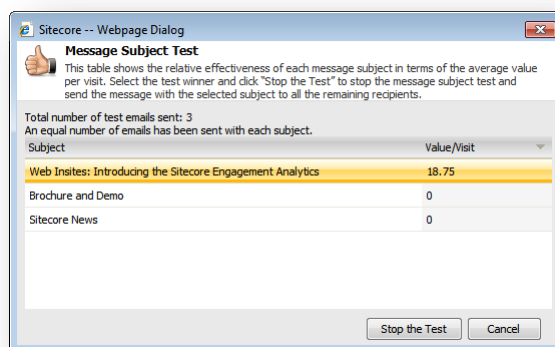 Sitecore -- Webpage Dialog
Message Subject Test
This table shows the relative effectiveness of each message subject in terms of the average value
per visit. Select the test winner and click "Stop the Test" to stop the message subject test and
send the message with the selected subject to all the remaining recipients.
Total number of test emails sent: 3
An equal number of emails has been sent with each subject.
Subject Value/Visit
Web Insites: Introducing the Sitecore Engagement Analytics 18.75
Brochure and Demo 0
Sitecore News 0
Stop the Test Cancel